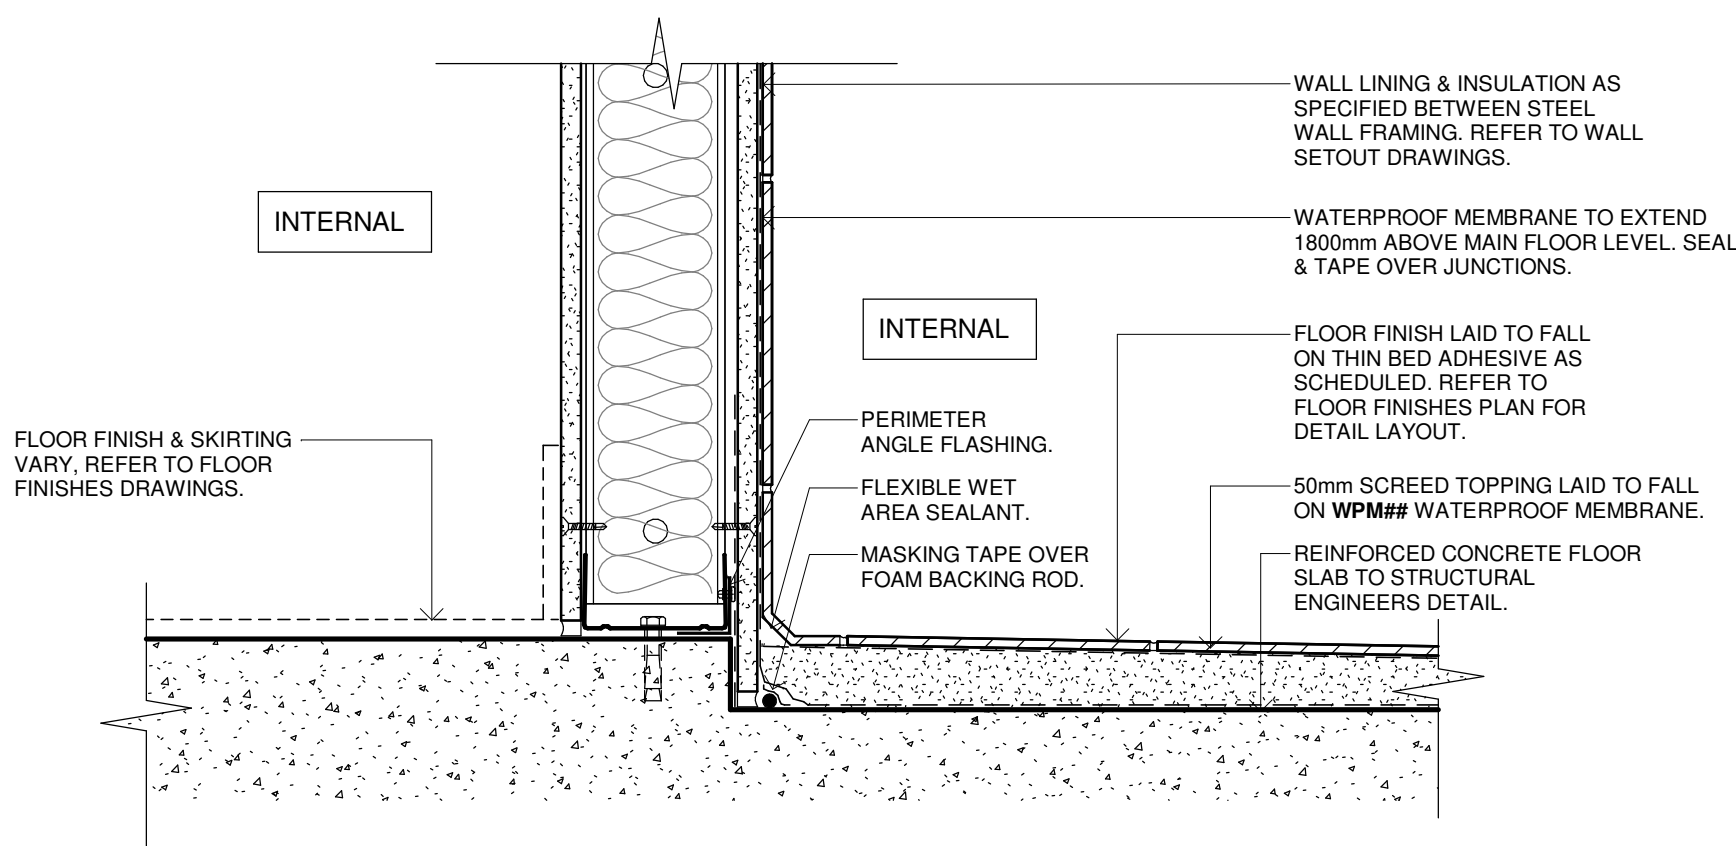 INTERNAL
FLOOR FINISH & SKIRTING
VARY, REFER TO FLOOR
FINISHES DRAWINGS.
INTERNAL
PERIMETER
ANGLE FLASHING.
FLEXIBLE WET
AREA SEALANT.
MASKING TAPE OVER
FOAM BACKING ROD.
WALL LINING & INSULATION AS
SPECIFIED BETWEEN STEEL
WALL FRAMING. REFER TO WALL
SETOUT DRAWINGS.
WATERPROOF MEMBRANE TO EXTEND
1800mm ABOVE MAIN FLOOR LEVEL. SEAL
& TAPE OVER JUNCTIONS.
FLOOR FINISH LAID TO FALL
ON THIN BED ADHESIVE AS
SCHEDULED. REFER TO
FLOOR FINISHES PLAN FOR
DETAIL LAYOUT.
50mm SCREED TOPPING LAID TO FALL
ON WPM## WATERPROOF MEMBRANE.
REINFORCED CONCRETE FLOOR
SLAB TO STRUCTURAL
ENGINEERS DETAIL.